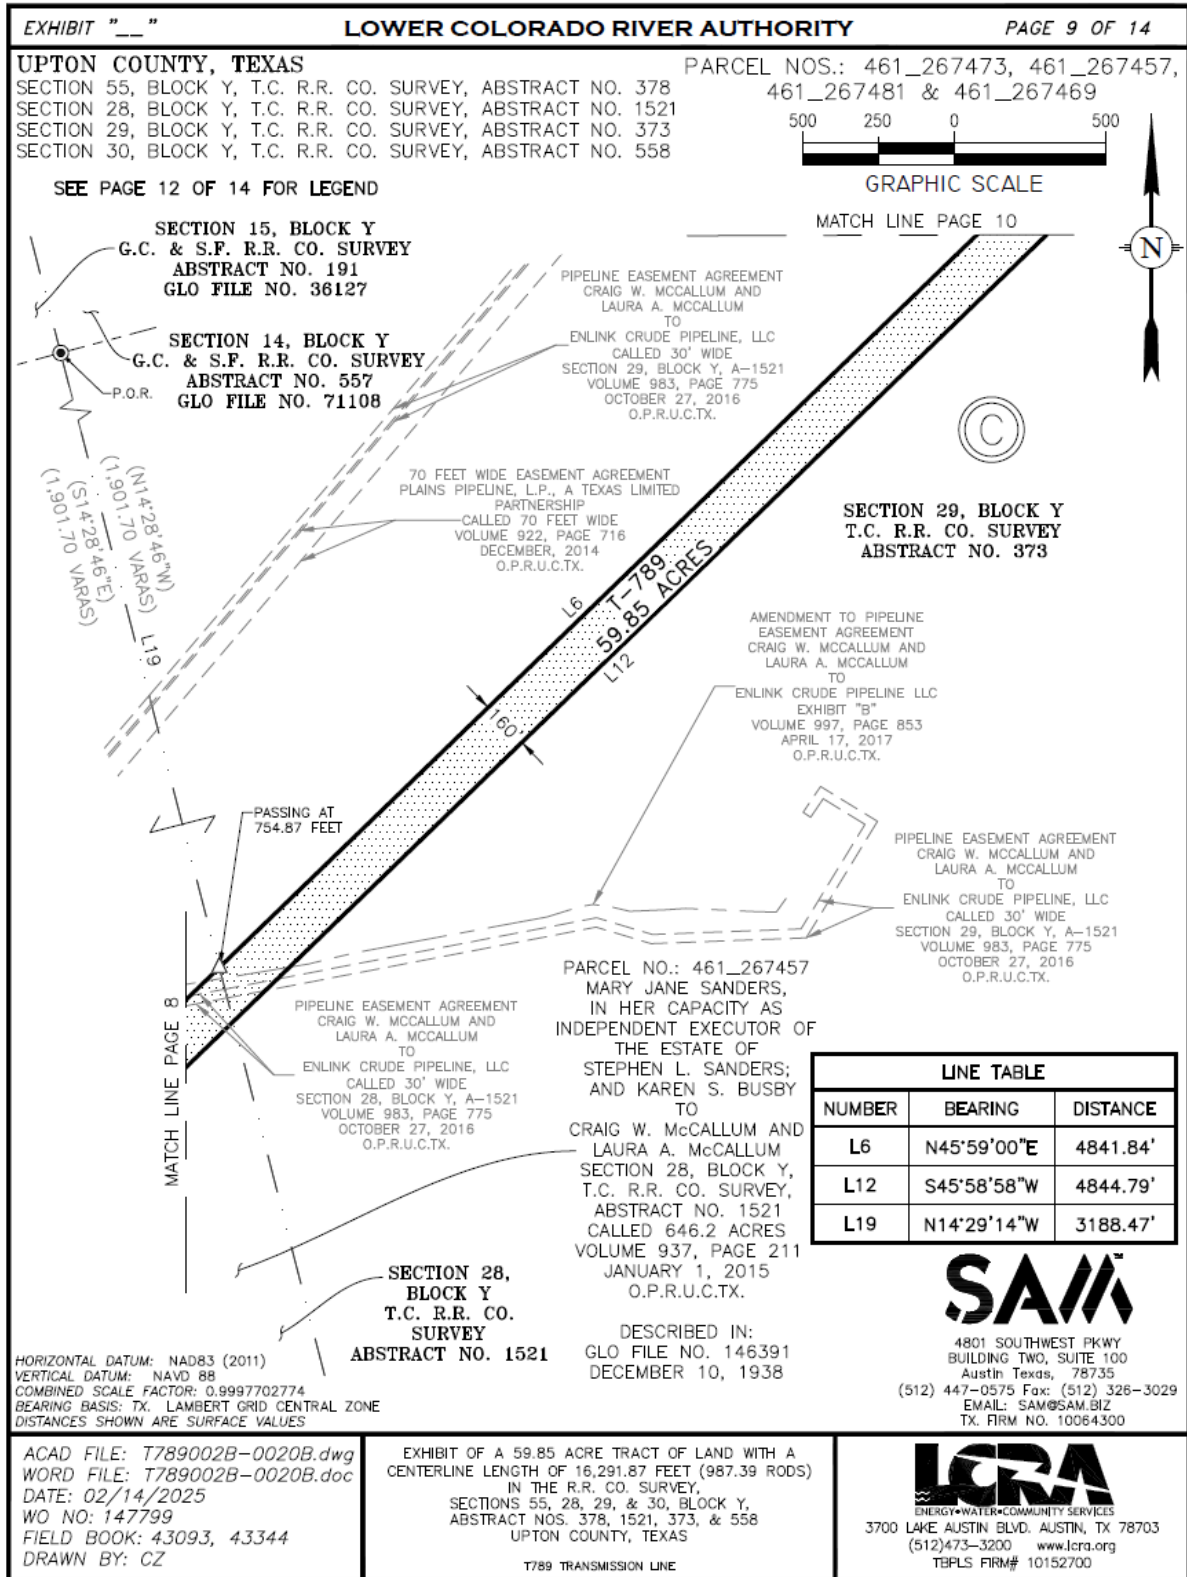 EXHIBIT "__"
LOWER COLORADO RIVER AUTHORITY
PAGE 9 OF 14
UPTON COUNTY, TEXAS
SECTION 55, BLOCK Y, T.C. R.R. CO. SURVEY, ABSTRACT NO. 378
SECTION 28, BLOCK Y, T.C. R.R. CO. SURVEY, ABSTRACT NO. 1521
SECTION 29, BLOCK Y, T.C. R.R. CO. SURVEY, ABSTRACT NO. 373
SECTION 30, BLOCK Y, T.C. R.R. CO. SURVEY, ABSTRACT NO. 558
PARCEL NOS.: 461_267473, 461_267457,
461_267481 & 461_267469
500 250 0 500
GRAPHIC SCALE
SEE PAGE 12 OF 14 FOR LEGEND
MATCH LINE PAGE 10
N
SECTION 15, BLOCK Y
G.C. & S.F. R.R. CO. SURVEY
ABSTRACT NO. 191
GLO FILE NO. 36127
SECTION 14, BLOCK Y
G.C. & S.F. R.R. CO. SURVEY
ABSTRACT NO. 557
GLO FILE NO. 71108
P.O.R.
PIPELINE EASEMENT AGREEMENT
CRAIG W. MCCALLUM AND
LAURA A. MCCALLUM
TO
ENLINK CRUDE PIPELINE, LLC
CALLED 30' WIDE
SECTION 29, BLOCK Y, A-1521
VOLUME 983, PAGE 775
OCTOBER 27, 2016
O.P.R.U.C.TX.
C
(N14°28'46"W)
(1,901.70 VARAS)
(S14°28'46"E)
(1,901.70 VARAS)
L19
70 FEET WIDE EASEMENT AGREEMENT
PLAINS PIPELINE, L.P., A TEXAS LIMITED
PARTNERSHIP
CALLED 70 FEET WIDE
VOLUME 922, PAGE 716
DECEMBER, 2014
O.P.R.U.C.TX.
SECTION 29, BLOCK Y
T.C. R.R. CO. SURVEY
ABSTRACT NO. 373
L6
T-789
59.85 ACRES
L12
160'
AMENDMENT TO PIPELINE
EASEMENT AGREEMENT
CRAIG W. MCCALLUM AND
LAURA A. MCCALLUM
TO
ENLINK CRUDE PIPELINE LLC
EXHIBIT "B"
VOLUME 997, PAGE 853
APRIL 17, 2017
O.P.R.U.C.TX.
PASSING AT
754.87 FEET
PIPELINE EASEMENT AGREEMENT
CRAIG W. MCCALLUM AND
LAURA A. MCCALLUM
TO
ENLINK CRUDE PIPELINE, LLC
CALLED 30' WIDE
SECTION 29, BLOCK Y, A-1521
VOLUME 983, PAGE 775
OCTOBER 27, 2016
O.P.R.U.C.TX.
MATCH LINE PAGE 8
PIPELINE EASEMENT AGREEMENT
CRAIG W. MCCALLUM AND
LAURA A. MCCALLUM
TO
ENLINK CRUDE PIPELINE, LLC
CALLED 30' WIDE
SECTION 28, BLOCK Y, A-1521
VOLUME 983, PAGE 775
OCTOBER 27, 2016
O.P.R.U.C.TX.
PARCEL NO.: 461_267457
MARY JANE SANDERS,
IN HER CAPACITY AS
INDEPENDENT EXECUTOR OF
THE ESTATE OF
STEPHEN L. SANDERS;
AND KAREN S. BUSBY
TO
CRAIG W. McCALLUM AND
LAURA A. McCALLUM
SECTION 28, BLOCK Y,
T.C. R.R. CO. SURVEY,
ABSTRACT NO. 1521
CALLED 646.2 ACRES
VOLUME 937, PAGE 211
JANUARY 1, 2015
O.P.R.U.C.TX.
DESCRIBED IN:
GLO FILE NO. 146391
DECEMBER 10, 1938
LINE TABLE
NUMBER BEARING DISTANCE
L6 N45°59'00"E 4841.84'
L12 S45°58'58"W 4844.79'
L19 N14°29'14"W 3188.47'
SECTION 28,
BLOCK Y
T.C. R.R. CO.
SURVEY
ABSTRACT NO. 1521
SAM™
4801 SOUTHWEST PKWY
BUILDING TWO, SUITE 100
Austin Texas, 78735
(512) 447-0575 Fax: (512) 326-3029
EMAIL: SAM@SAM.BIZ
TX. FIRM NO. 10064300
HORIZONTAL DATUM: NAD83 (2011)
VERTICAL DATUM: NAVD 88
COMBINED SCALE FACTOR: 0.9997702774
BEARING BASIS: TX. LAMBERT GRID CENTRAL ZONE
DISTANCES SHOWN ARE SURFACE VALUES
ACAD FILE: T789002B-0020B.dwg
WORD FILE: T789002B-0020B.doc
DATE: 02/14/2025
WO NO: 147799
FIELD BOOK: 43093, 43344
DRAWN BY: CZ
EXHIBIT OF A 59.85 ACRE TRACT OF LAND WITH A
CENTERLINE LENGTH OF 16,291.87 FEET (987.39 RODS)
IN THE R.R. CO. SURVEY,
SECTIONS 55, 28, 29, & 30, BLOCK Y,
ABSTRACT NOS. 378, 1521, 373, & 558
UPTON COUNTY, TEXAS
T789 TRANSMISSION LINE
LCRA
ENERGY•WATER•COMMUNITY SERVICES
3700 LAKE AUSTIN BLVD. AUSTIN, TX 78703
(512)473-3200 www.lcra.org
TBPLS FIRM# 10152700